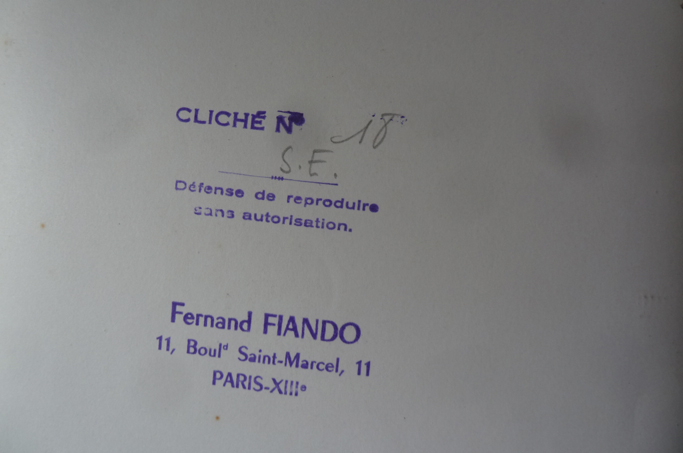 CLICHÉ Nº 18
S.E.
Défense de reproduire
sans autorisation.
Fernand FIANDO
11, Boulᵈ Saint-Marcel, 11
PARIS-XIIIᵉ